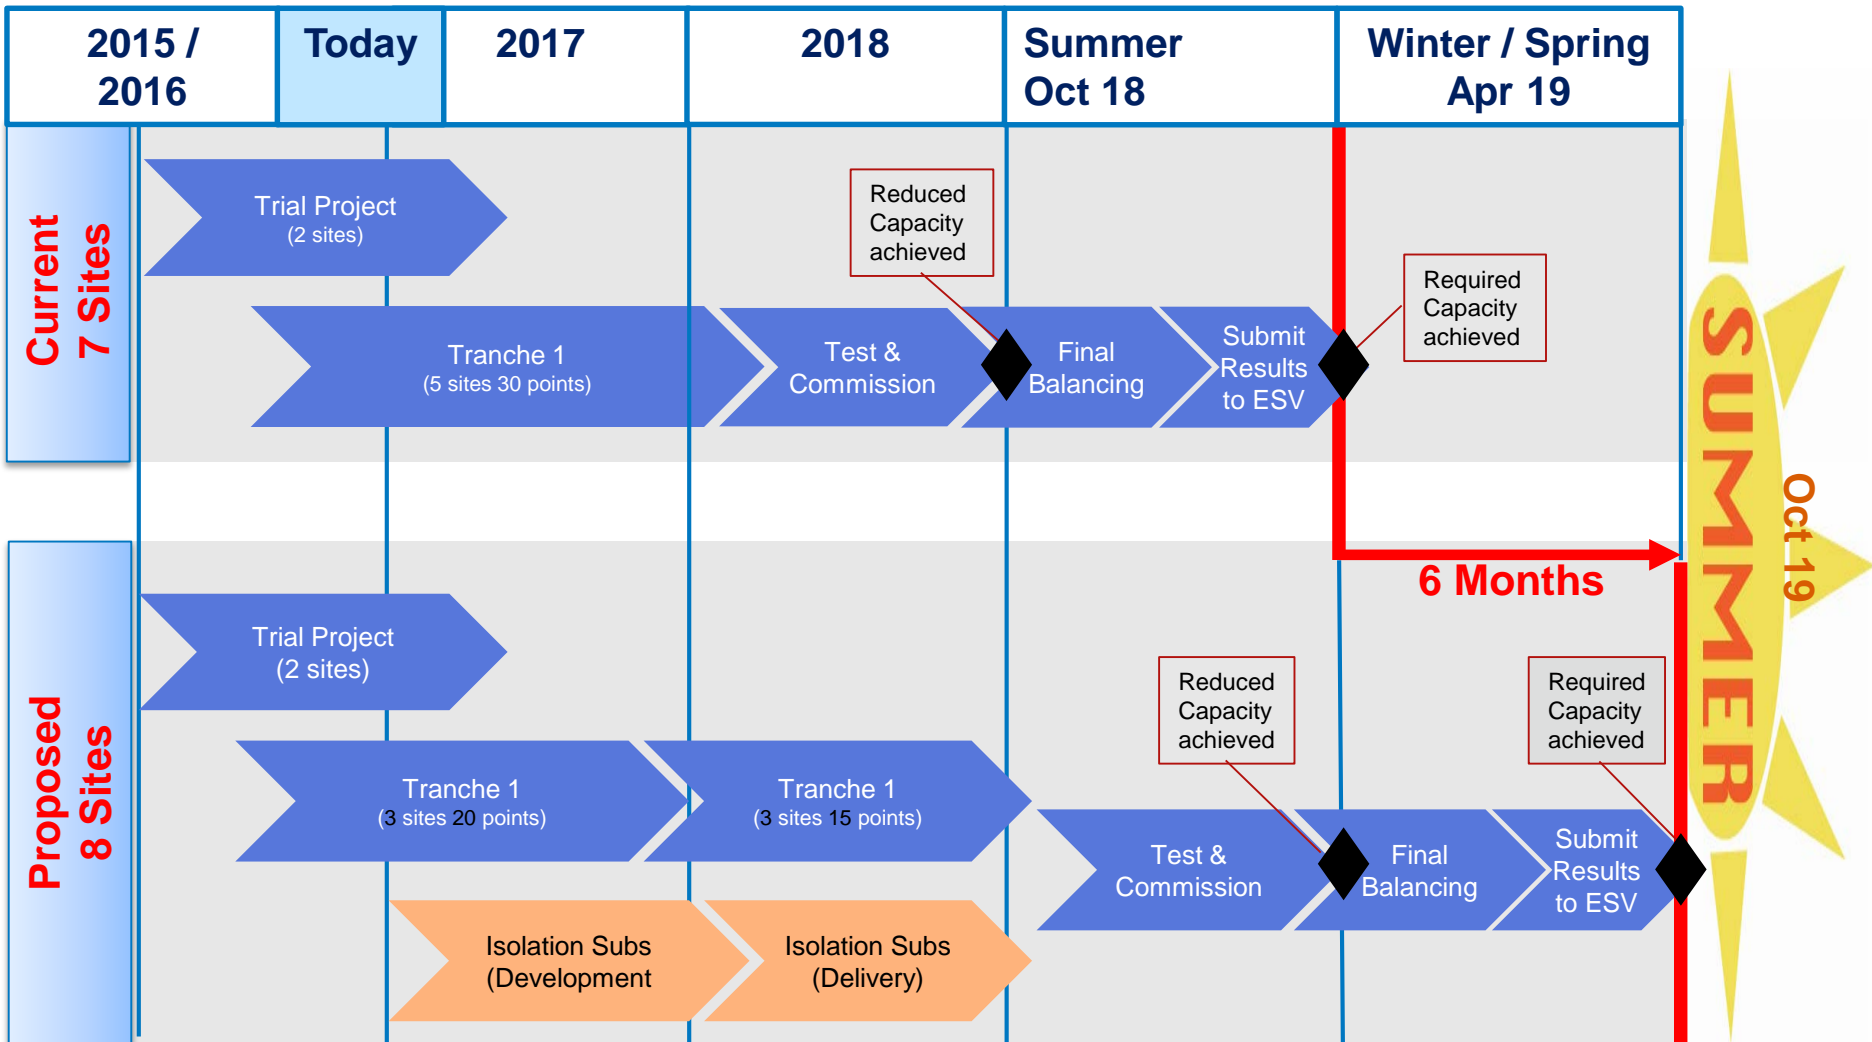 2015 /
2016
Today
2017
2018
Summer
Oct 18
Winter / Spring
Apr 19
Current
7 Sites
Trial Project
(2 sites)
Reduced
Capacity
achieved
Required
Capacity
achieved
Tranche 1
(5 sites 30 points)
Test &
Commission
Final
Balancing
Submit
Results
to ESV
SUMMER
Oct 19
6 Months
Proposed
8 Sites
Trial Project
(2 sites)
Reduced
Capacity
achieved
Required
Capacity
achieved
Tranche 1
(3 sites 20 points)
Tranche 1
(3 sites 15 points)
Test &
Commission
Final
Balancing
Submit
Results
to ESV
Isolation Subs
(Development
Isolation Subs
(Delivery)